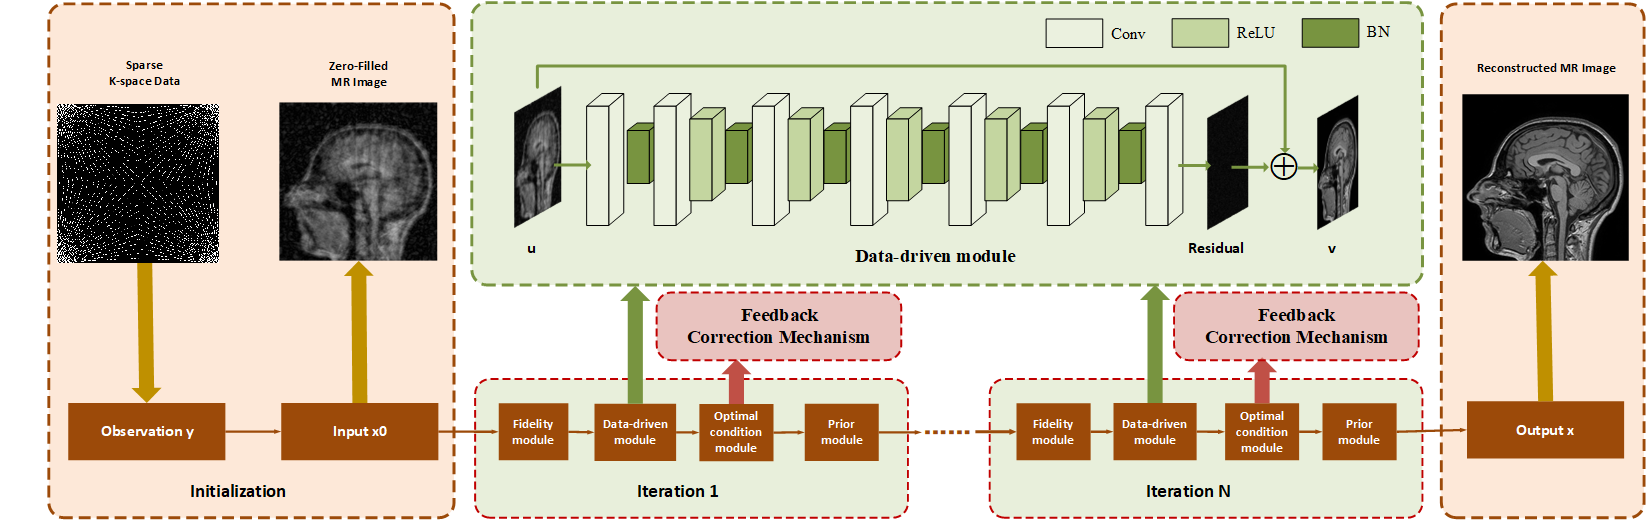 Sparse
K-space Data
Zero-Filled
MR Image
Observation y
Input x0
Initialization
Conv
ReLU
BN
u
Residual
v
Data-driven module
Feedback
Correction Mechanism
Feedback
Correction Mechanism
Fidelity
module
Data-driven
module
Optimal
condition
module
Prior
module
Iteration 1
Fidelity
module
Data-driven
module
Optimal
condition
module
Prior
module
Iteration N
Reconstructed MR Image
Output x